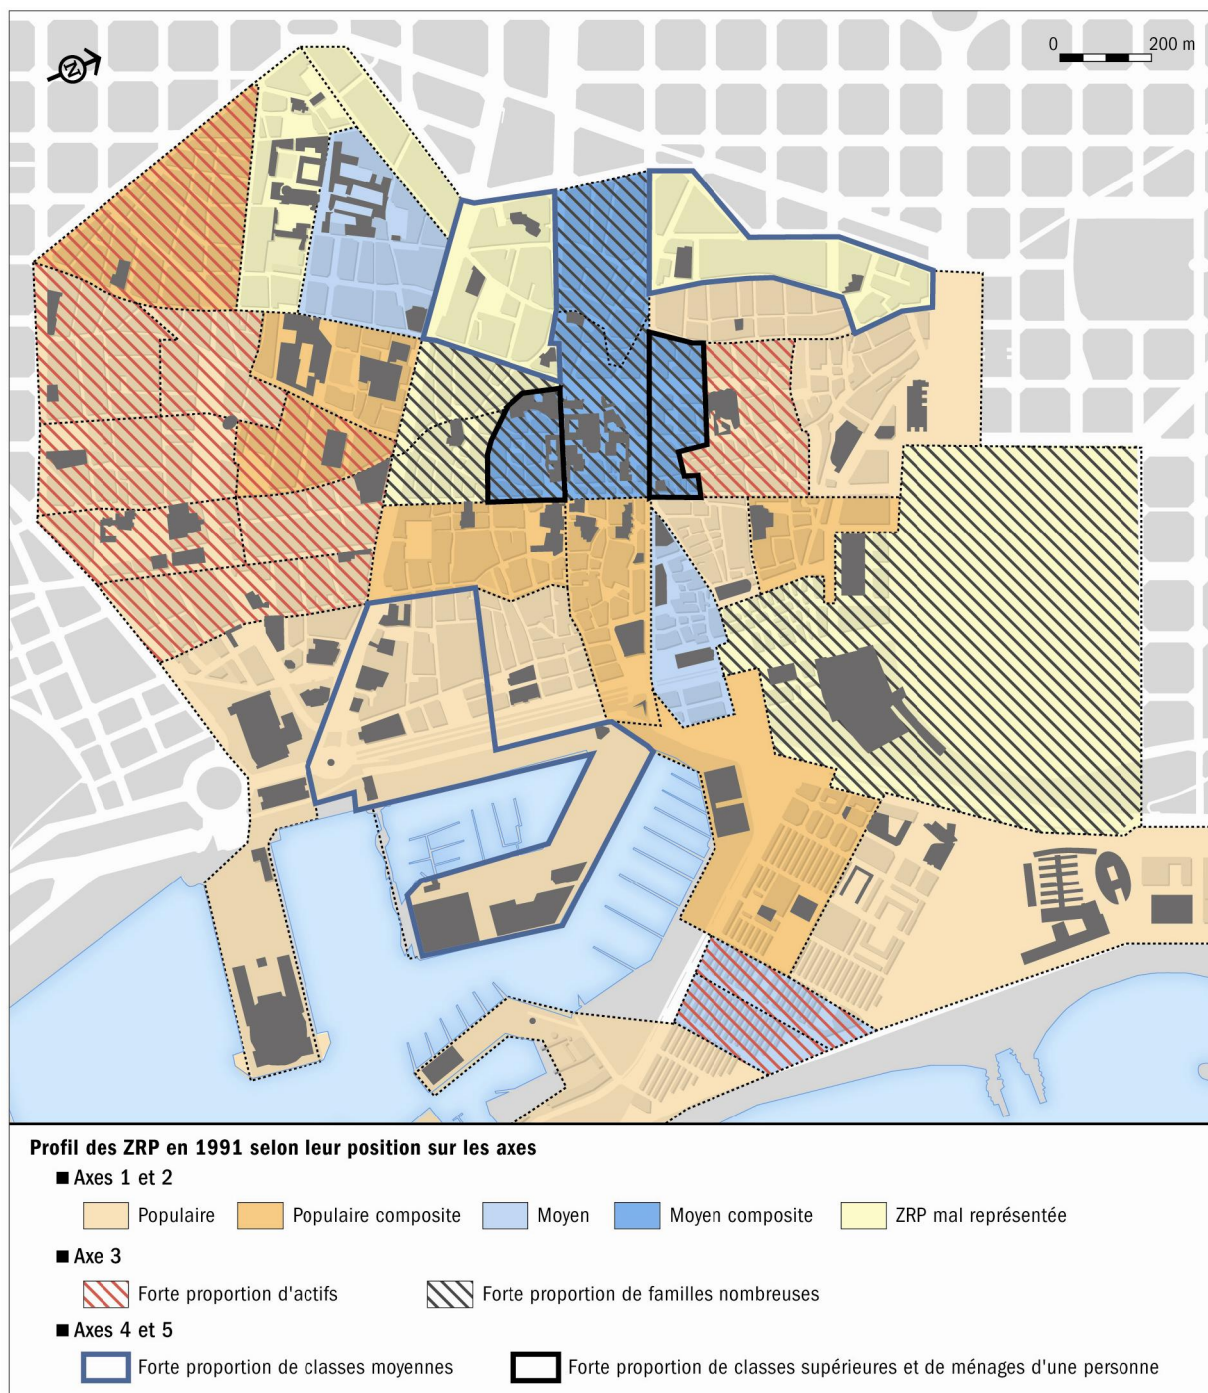 N
0 200 m
Profil des ZRP en 1991 selon leur position sur les axes
■ Axes 1 et 2
Populaire Populaire composite Moyen Moyen composite ZRP mal représentée
■ Axe 3
Forte proportion d'actifs Forte proportion de familles nombreuses
■ Axes 4 et 5
Forte proportion de classes moyennes Forte proportion de classes supérieures et de ménages d'une personne